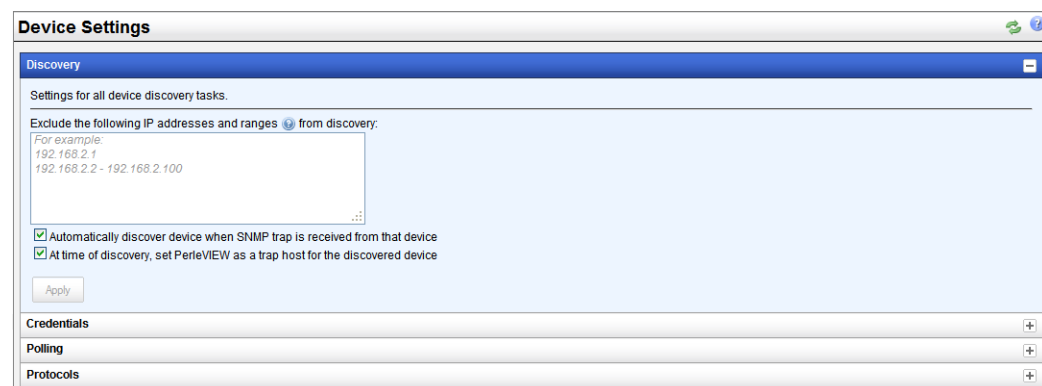 Device Settings
Discovery
Settings for all device discovery tasks.
Exclude the following IP addresses and ranges from discovery:
For example:
192.168.2.1
192.168.2.2 - 192.168.2.100
Automatically discover device when SNMP trap is received from that device
At time of discovery, set PerleVIEW as a trap host for the discovered device
Apply
Credentials
Polling
Protocols